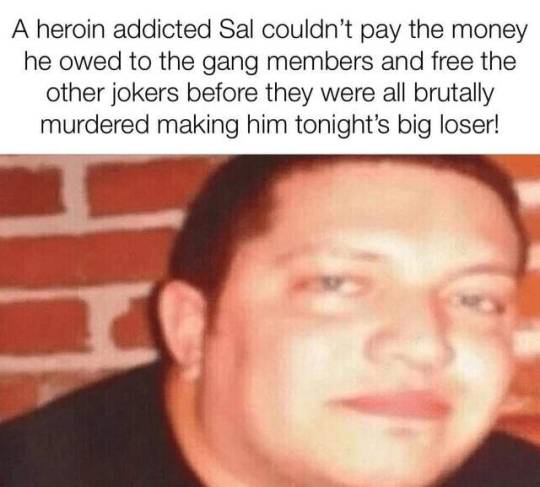 A heroin addicted Sal couldn’t pay the money
he owed to the gang members and free the
other jokers before they were all brutally
murdered making him tonight’s big loser!